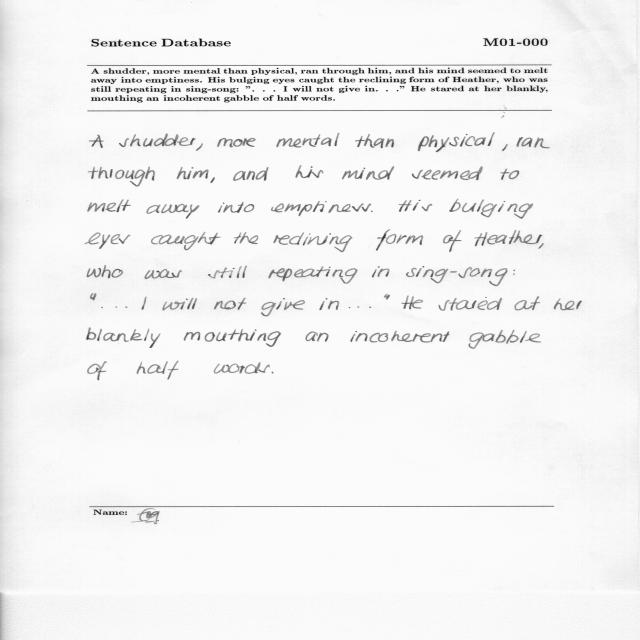 Sentence Database M01-000
A shudder, more mental than physical, ran through him, and his mind seemed to melt
away into emptiness. His bulging eyes caught the reclining form of Heather, who was
still repeating in sing-song: ". . . I will not give in. . ." He stared at her blankly,
mouthing an incoherent gabble of half words.
A shudder, more mental than physical, ran
through him, and his mind seemed to
melt away into emptiness. His bulging
eyes caught the reclining form of Heather,
who was still repeating in sing-song:
"... I will not give in..." He stared at her
blankly mouthing an incoherent gabble
of half words.
Name: